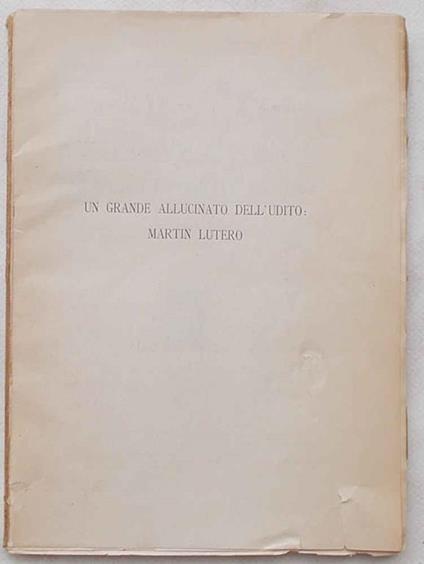 UN GRANDE ALLUCINATO DELL'UDITO:
MARTIN LUTERO